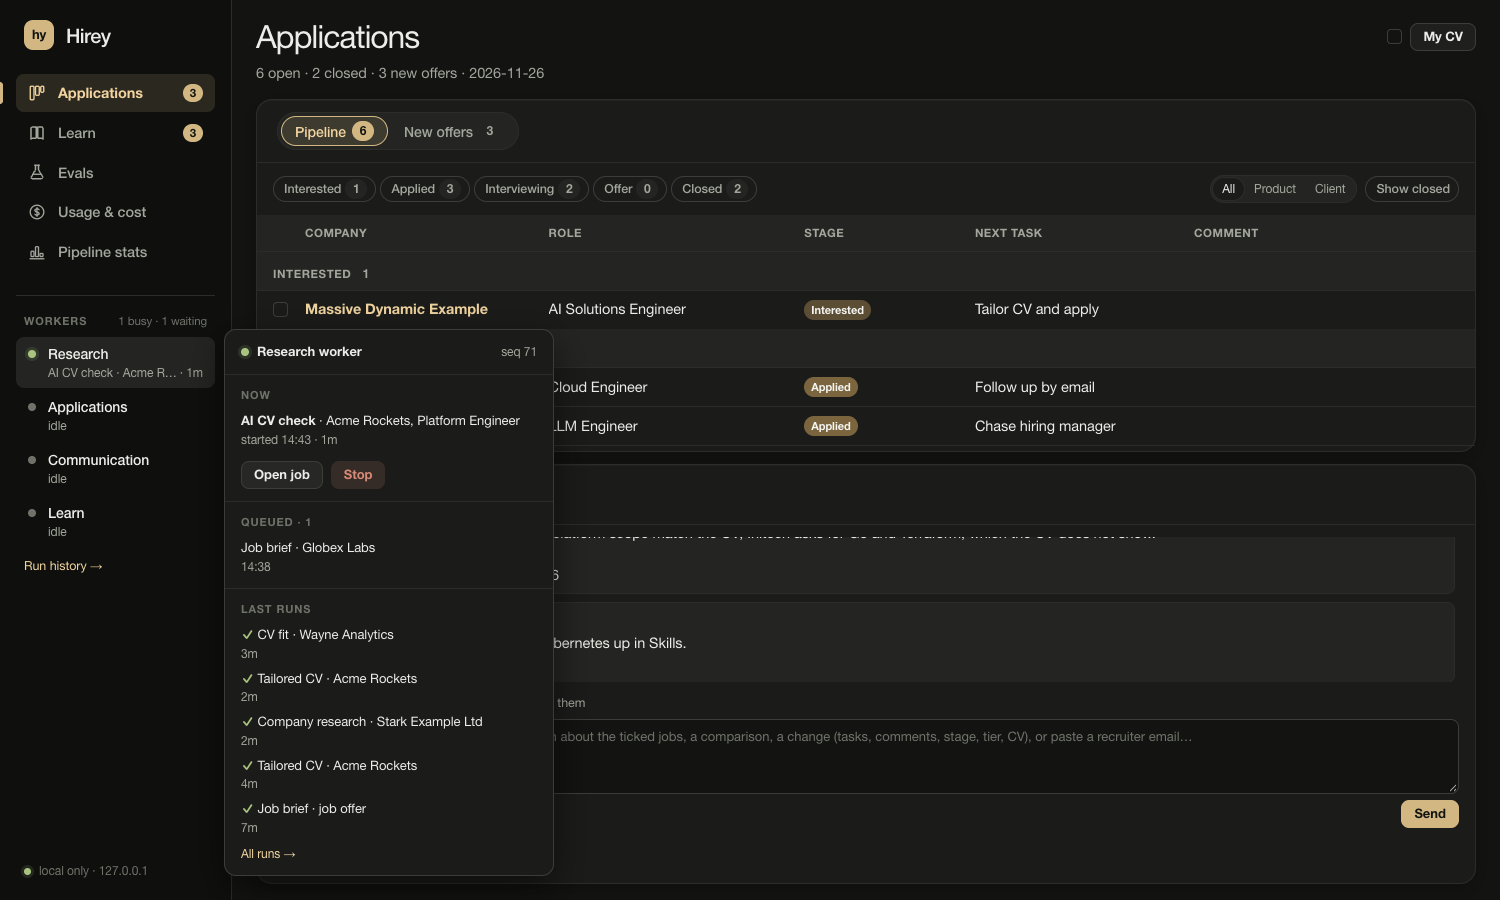 hy Hirey
Applications 3
Learn 3
Evals
Usage & cost
Pipeline stats
WORKERS 1 busy · 1 waiting
Research
AI CV check · Acme R… · 1m
Applications
idle
Communication
idle
Learn
idle
Run history →
local only · 127.0.0.1
Applications
6 open · 2 closed · 3 new offers · 2026-11-26
My CV
Pipeline 6 New offers 3
Interested 1 Applied 3 Interviewing 2 Offer 0 Closed 2
All Product Client Show closed
COMPANY ROLE STAGE NEXT TASK COMMENT
INTERESTED 1
Massive Dynamic Example AI Solutions Engineer Interested Tailor CV and apply
Cloud Engineer Applied Follow up by email
LLM Engineer Applied Chase hiring manager
Research worker seq 71
NOW
AI CV check · Acme Rockets, Platform Engineer
started 14:43 · 1m
Open job Stop
QUEUED · 1
Job brief · Globex Labs
14:38
LAST RUNS
CV fit · Wayne Analytics
3m
Tailored CV · Acme Rockets
2m
Company research · Stark Example Ltd
2m
Tailored CV · Acme Rockets
4m
Job brief · job offer
7m
All runs →
6
bernetes up in Skills.
them
about the ticked jobs, a comparison, a change (tasks, comments, stage, tier, CV), or paste a recruiter email…
Send